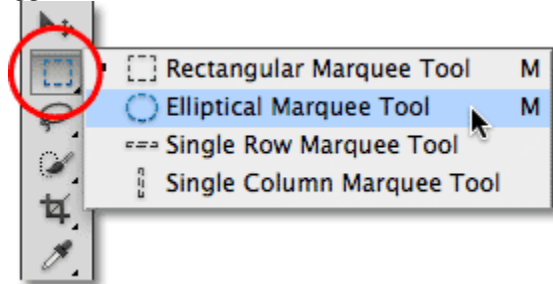 Rectangular Marquee Tool M
Elliptical Marquee Tool M
Single Row Marquee Tool
Single Column Marquee Tool